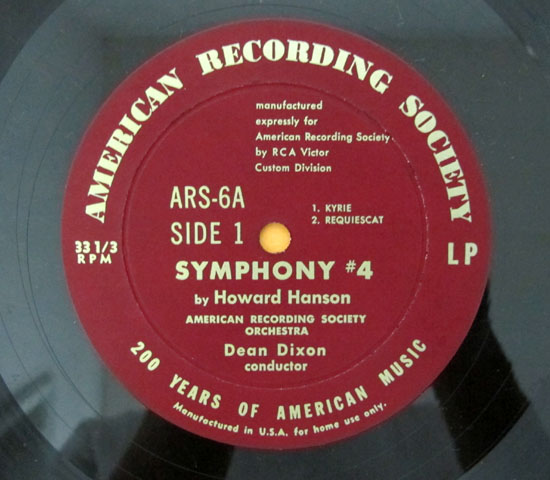 AMERICAN RECORDING SOCIETY
manufactured
expressly for
American Recording Society
by RCA Victor
Custom Division
ARS-6A
SIDE 1
1. KYRIE
2. REQUIESCAT
33 1/3
RPM
LP
SYMPHONY #4
by Howard Hanson
AMERICAN RECORDING SOCIETY
ORCHESTRA
Dean Dixon
conductor
200 YEARS OF AMERICAN MUSIC
Manufactured in U.S.A. for home use only.